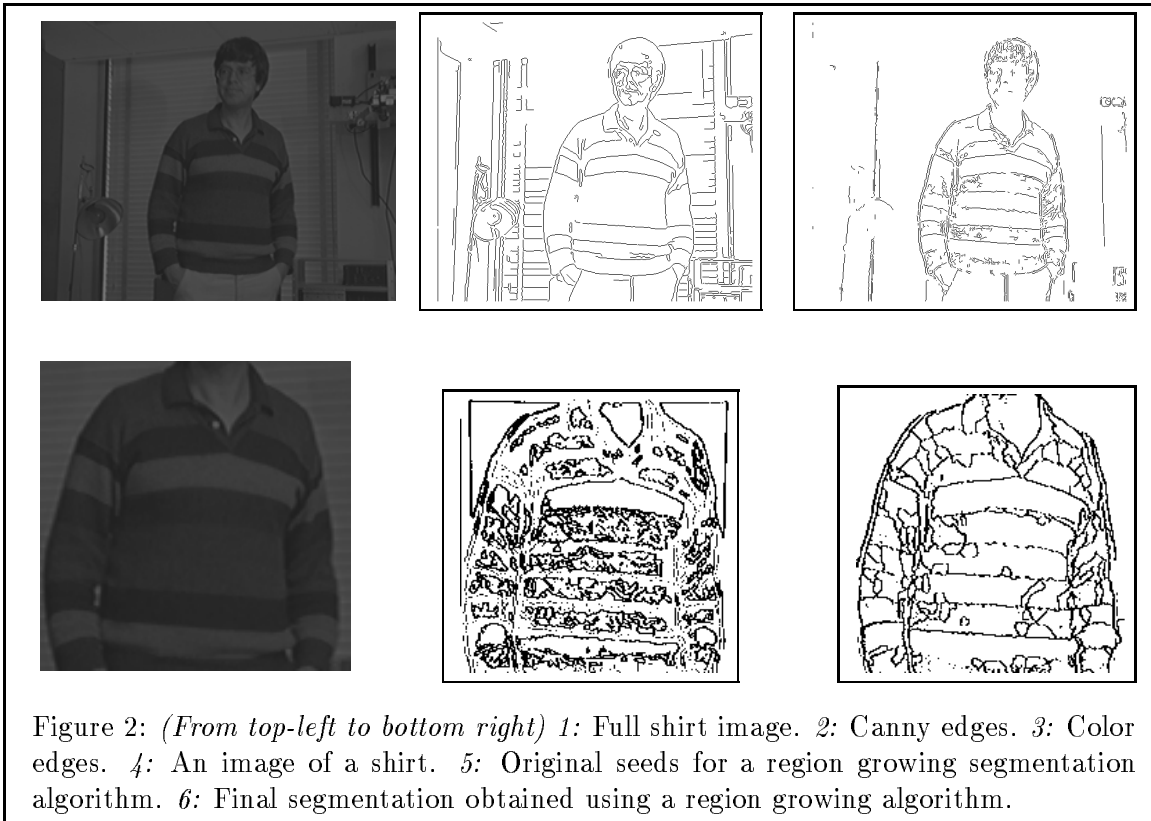 Figure 2: (From top-left to bottom right) 1: Full shirt image. 2: Canny edges. 3: Color
edges. 4: An image of a shirt. 5: Original seeds for a region growing segmentation
algorithm. 6: Final segmentation obtained using a region growing algorithm.